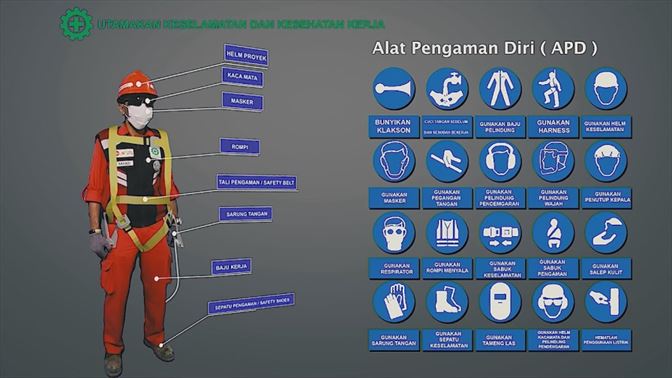 UTAMAKAN KESELAMATAN DAN KESEHATAN KERJA
HELM PROYEK
KACA MATA
MASKER
ROMPI
TALI PENGAMAN / SAFETY BELT
SARUNG TANGAN
BAJU KERJA
SEPATU PENGAMAN / SAFETY SHOES
Alat Pengaman Diri ( APD )
BUNYIKAN
KLAKSON
CUCI TANGAN SEBELUM
DAN SESUDAH BEKERJA
GUNAKAN BAJU
PELINDUNG
GUNAKAN
HARNESS
GUNAKAN HELM
KESELAMATAN
GUNAKAN
MASKER
GUNAKAN
PEGANGAN
TANGAN
GUNAKAN
PELINDUNG
PENDENGARAN
GUNAKAN
PELINDUNG
WAJAH
GUNAKAN
PENUTUP KEPALA
GUNAKAN
RESPIRATOR
GUNAKAN
ROMPI MENYALA
GUNAKAN
SABUK
KESELAMATAN
GUNAKAN
SABUK
PENGAMAN
GUNAKAN
SALEP KULIT
GUNAKAN
SARUNG TANGAN
GUNAKAN
SEPATU
KESELAMATAN
GUNAKAN
TAMENG LAS
GUNAKAN HELM
KACAMATA DAN
PELINDUNG
PENDENGARAN
HEMATLAH
PENGGUNAAN LISTRIK